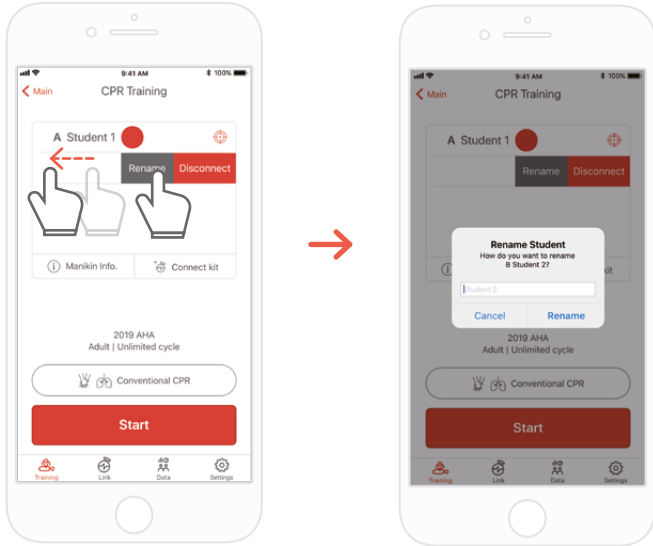 9:41 AM 100%
Main CPR Training
A Student 1
Rename Disconnect
Manikin Info. Connect kit
2019 AHA
Adult | Unlimited cycle
Conventional CPR
Start
Training Link Data Settings
9:41 AM 100%
Main CPR Training
A Student 1
Rename Disconnect
Rename Student
How do you want to rename
B Student 2?
Student 2
Cancel Rename
kit
2019 AHA
Adult | Unlimited cycle
Conventional CPR
Start
Training Link Data Settings